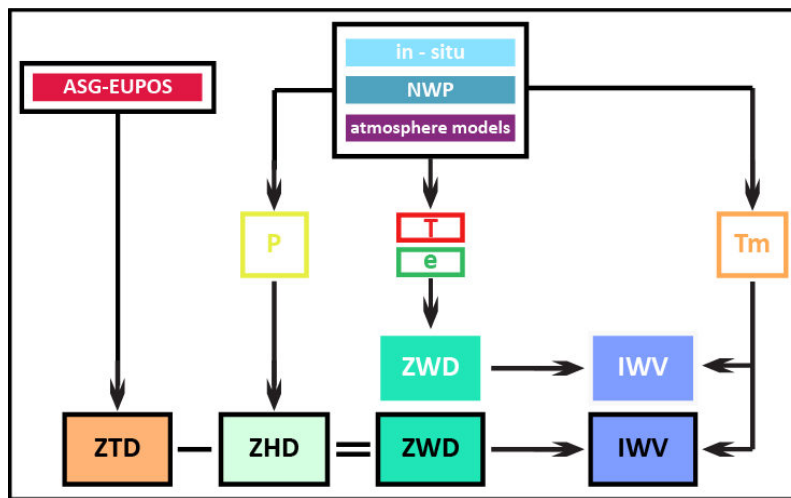 in - situ
ASG-EUPOS
NWP
atmosphere models
P
T
e
Tm
ZWD
IWV
ZTD – ZHD = ZWD
IWV